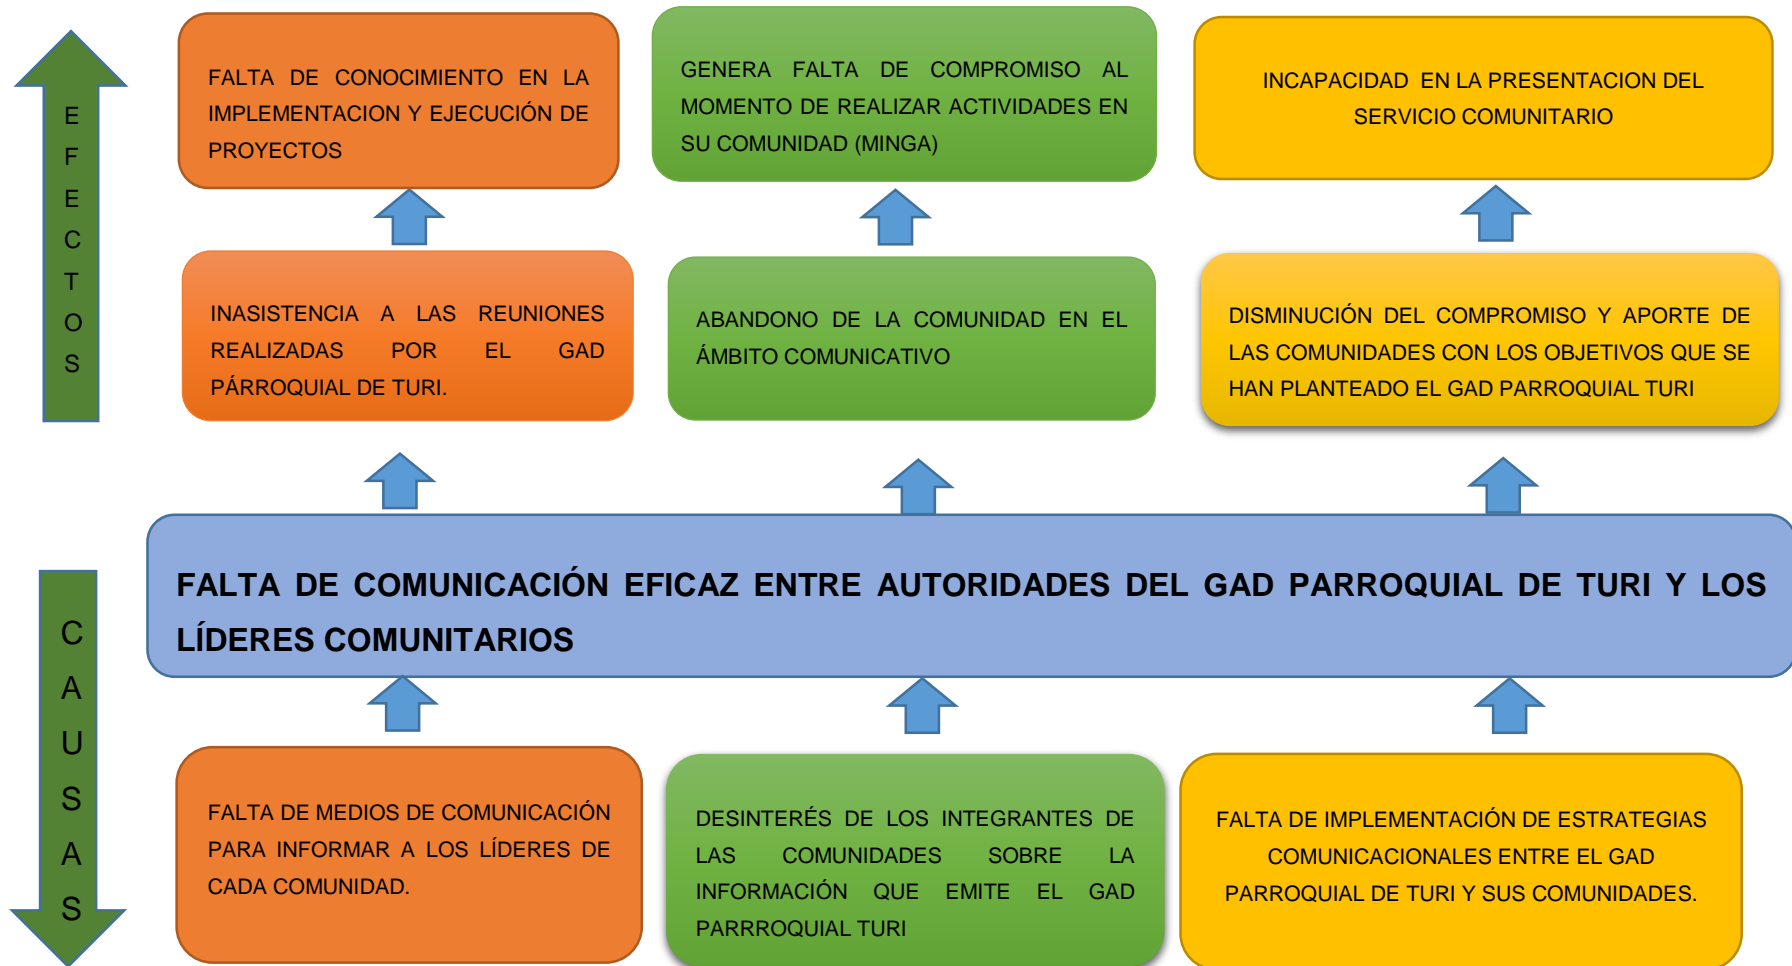 EFECTOS
FALTA DE CONOCIMIENTO EN LA
IMPLEMENTACION Y EJECUCIÓN DE
PROYECTOS
GENERA FALTA DE COMPROMISO AL
MOMENTO DE REALIZAR ACTIVIDADES EN
SU COMUNIDAD (MINGA)
INCAPACIDAD EN LA PRESENTACION DEL
SERVICIO COMUNITARIO
INASISTENCIA A LAS REUNIONES
REALIZADAS POR EL GAD
PÁRROQUIAL DE TURI.
ABANDONO DE LA COMUNIDAD EN EL
ÁMBITO COMUNICATIVO
DISMINUCIÓN DEL COMPROMISO Y APORTE DE
LAS COMUNIDADES CON LOS OBJETIVOS QUE SE
HAN PLANTEADO EL GAD PARROQUIAL TURI
FALTA DE COMUNICACIÓN EFICAZ ENTRE AUTORIDADES DEL GAD PARROQUIAL DE TURI Y LOS
LÍDERES COMUNITARIOS
CAUSAS
FALTA DE MEDIOS DE COMUNICACIÓN
PARA INFORMAR A LOS LÍDERES DE
CADA COMUNIDAD.
DESINTERÉS DE LOS INTEGRANTES DE
LAS COMUNIDADES SOBRE LA
INFORMACIÓN QUE EMITE EL GAD
PARRROQUIAL TURI
FALTA DE IMPLEMENTACIÓN DE ESTRATEGIAS
COMUNICACIONALES ENTRE EL GAD
PARROQUIAL DE TURI Y SUS COMUNIDADES.